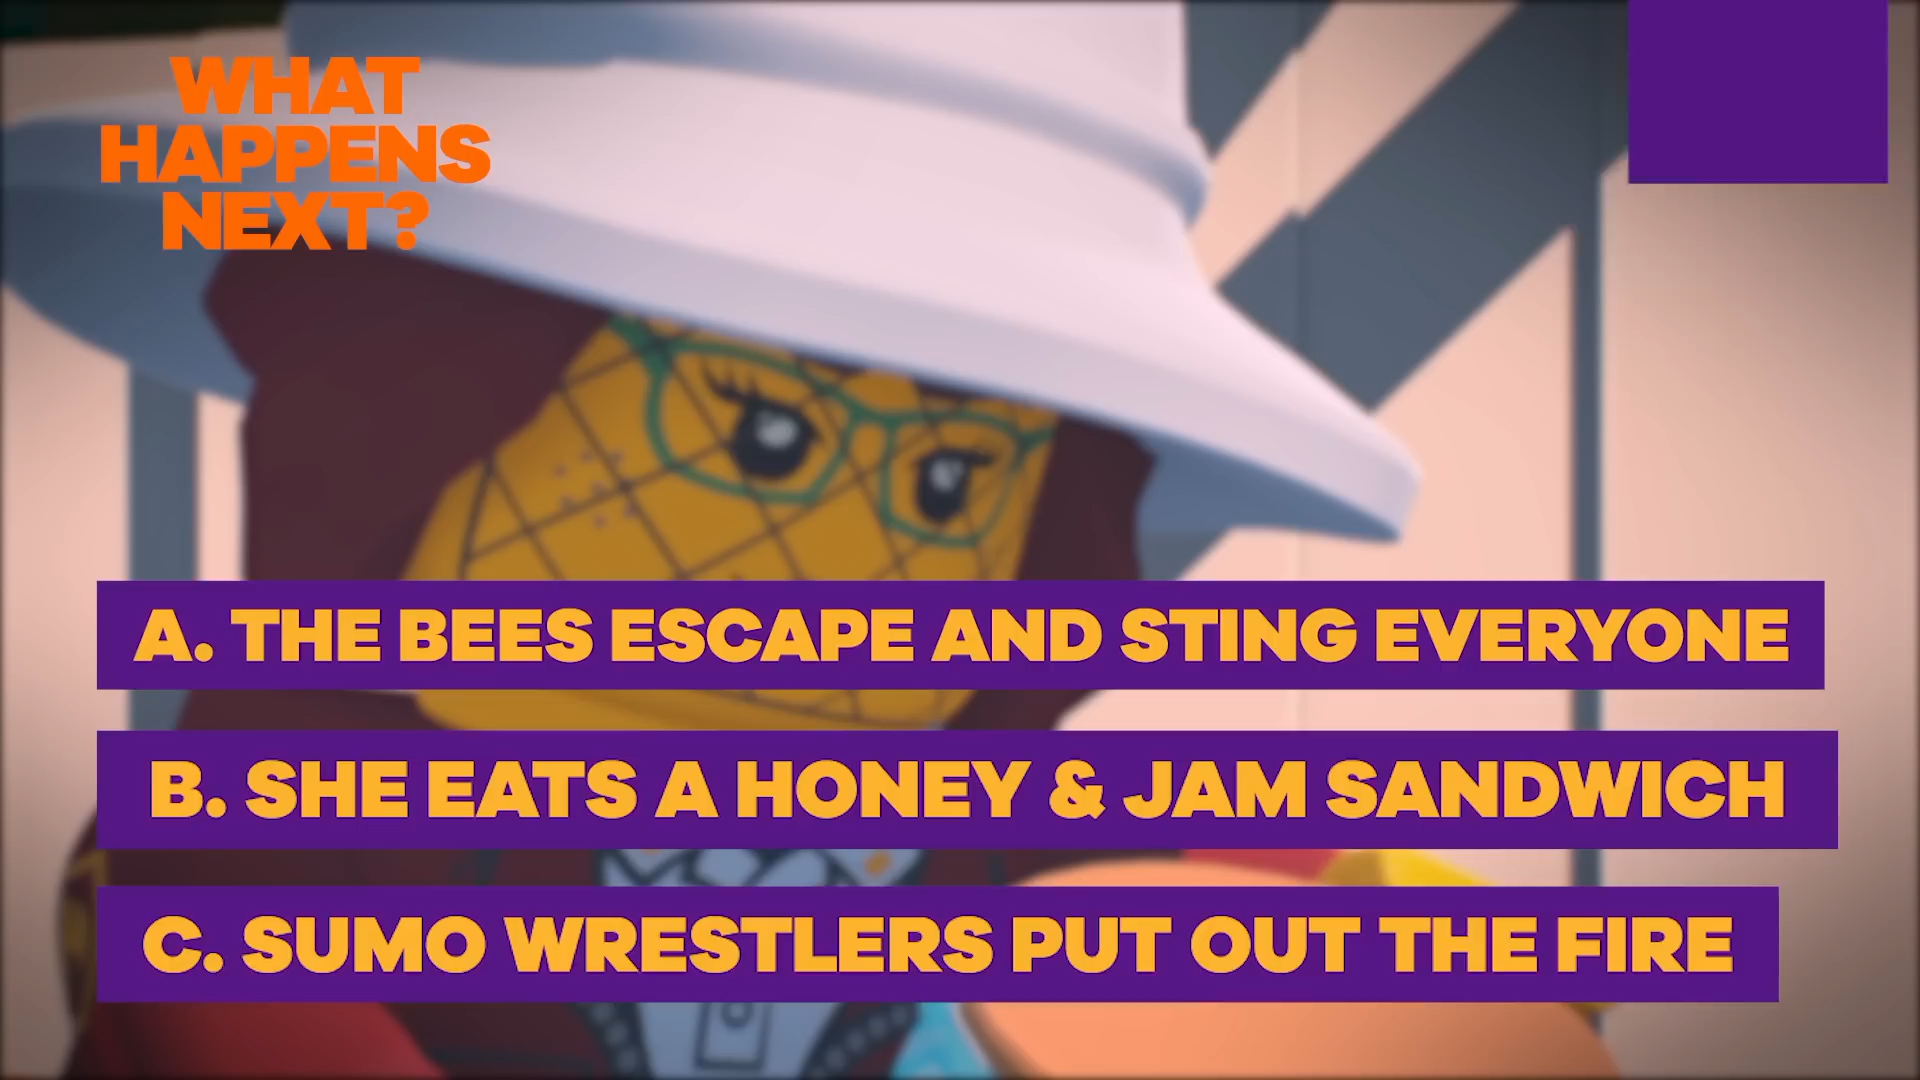 WHAT
HAPPENS
NEXT?
A. THE BEES ESCAPE AND STING EVERYONE
B. SHE EATS A HONEY & JAM SANDWICH
C. SUMO WRESTLERS PUT OUT THE FIRE